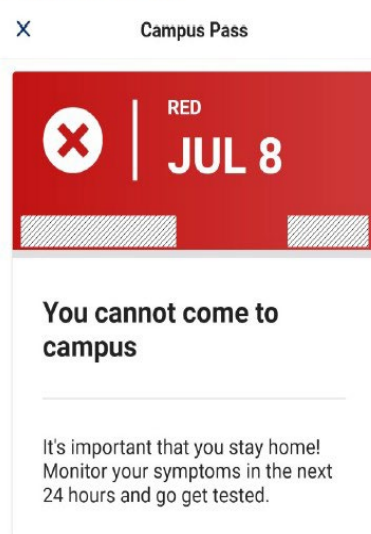 Campus Pass
RED
JUL 8
You cannot come to
campus
It's important that you stay home!
Monitor your symptoms in the next
24 hours and go get tested.